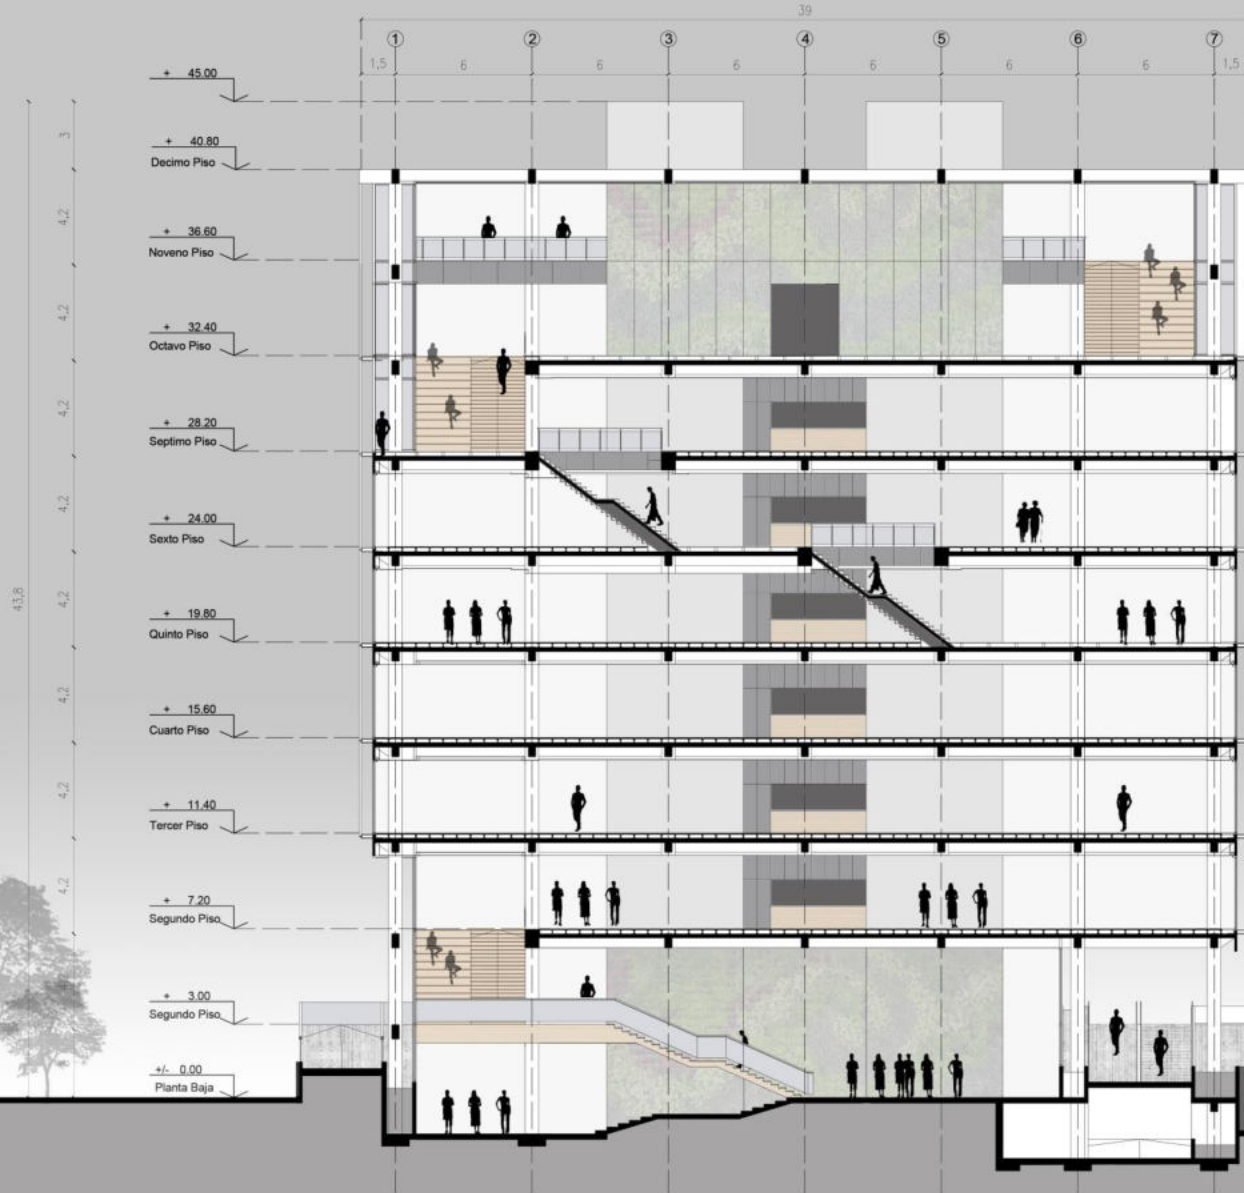 39
1 2 3 4 5 6 7
1,5 6 6 6 6 6 6 1,5
+ 45.00
3
+ 40.80
Decimo Piso
4,2
+ 36.60
Noveno Piso
4,2
+ 32.40
Octavo Piso
4,2
+ 28.20
Septimo Piso
4,2
+ 24.00
Sexto Piso
43,8
4,2
+ 19.80
Quinto Piso
4,2
+ 15.60
Cuarto Piso
4,2
+ 11.40
Tercer Piso
4,2
+ 7.20
Segundo Piso
+ 3.00
Segundo Piso
+/- 0.00
Planta Baja